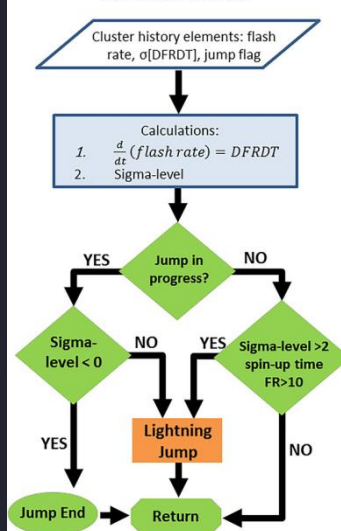 Cluster history elements: flash
rate, σ[DFRDT], jump flag
Calculations:
1. d/dt (flash rate) = DFRDT
2. Sigma-level
Jump in
progress?
YES
NO
Sigma-
level < 0
NO
YES
Sigma-level >2
spin-up time
FR>10
Lightning
Jump
YES
NO
Jump End
Return